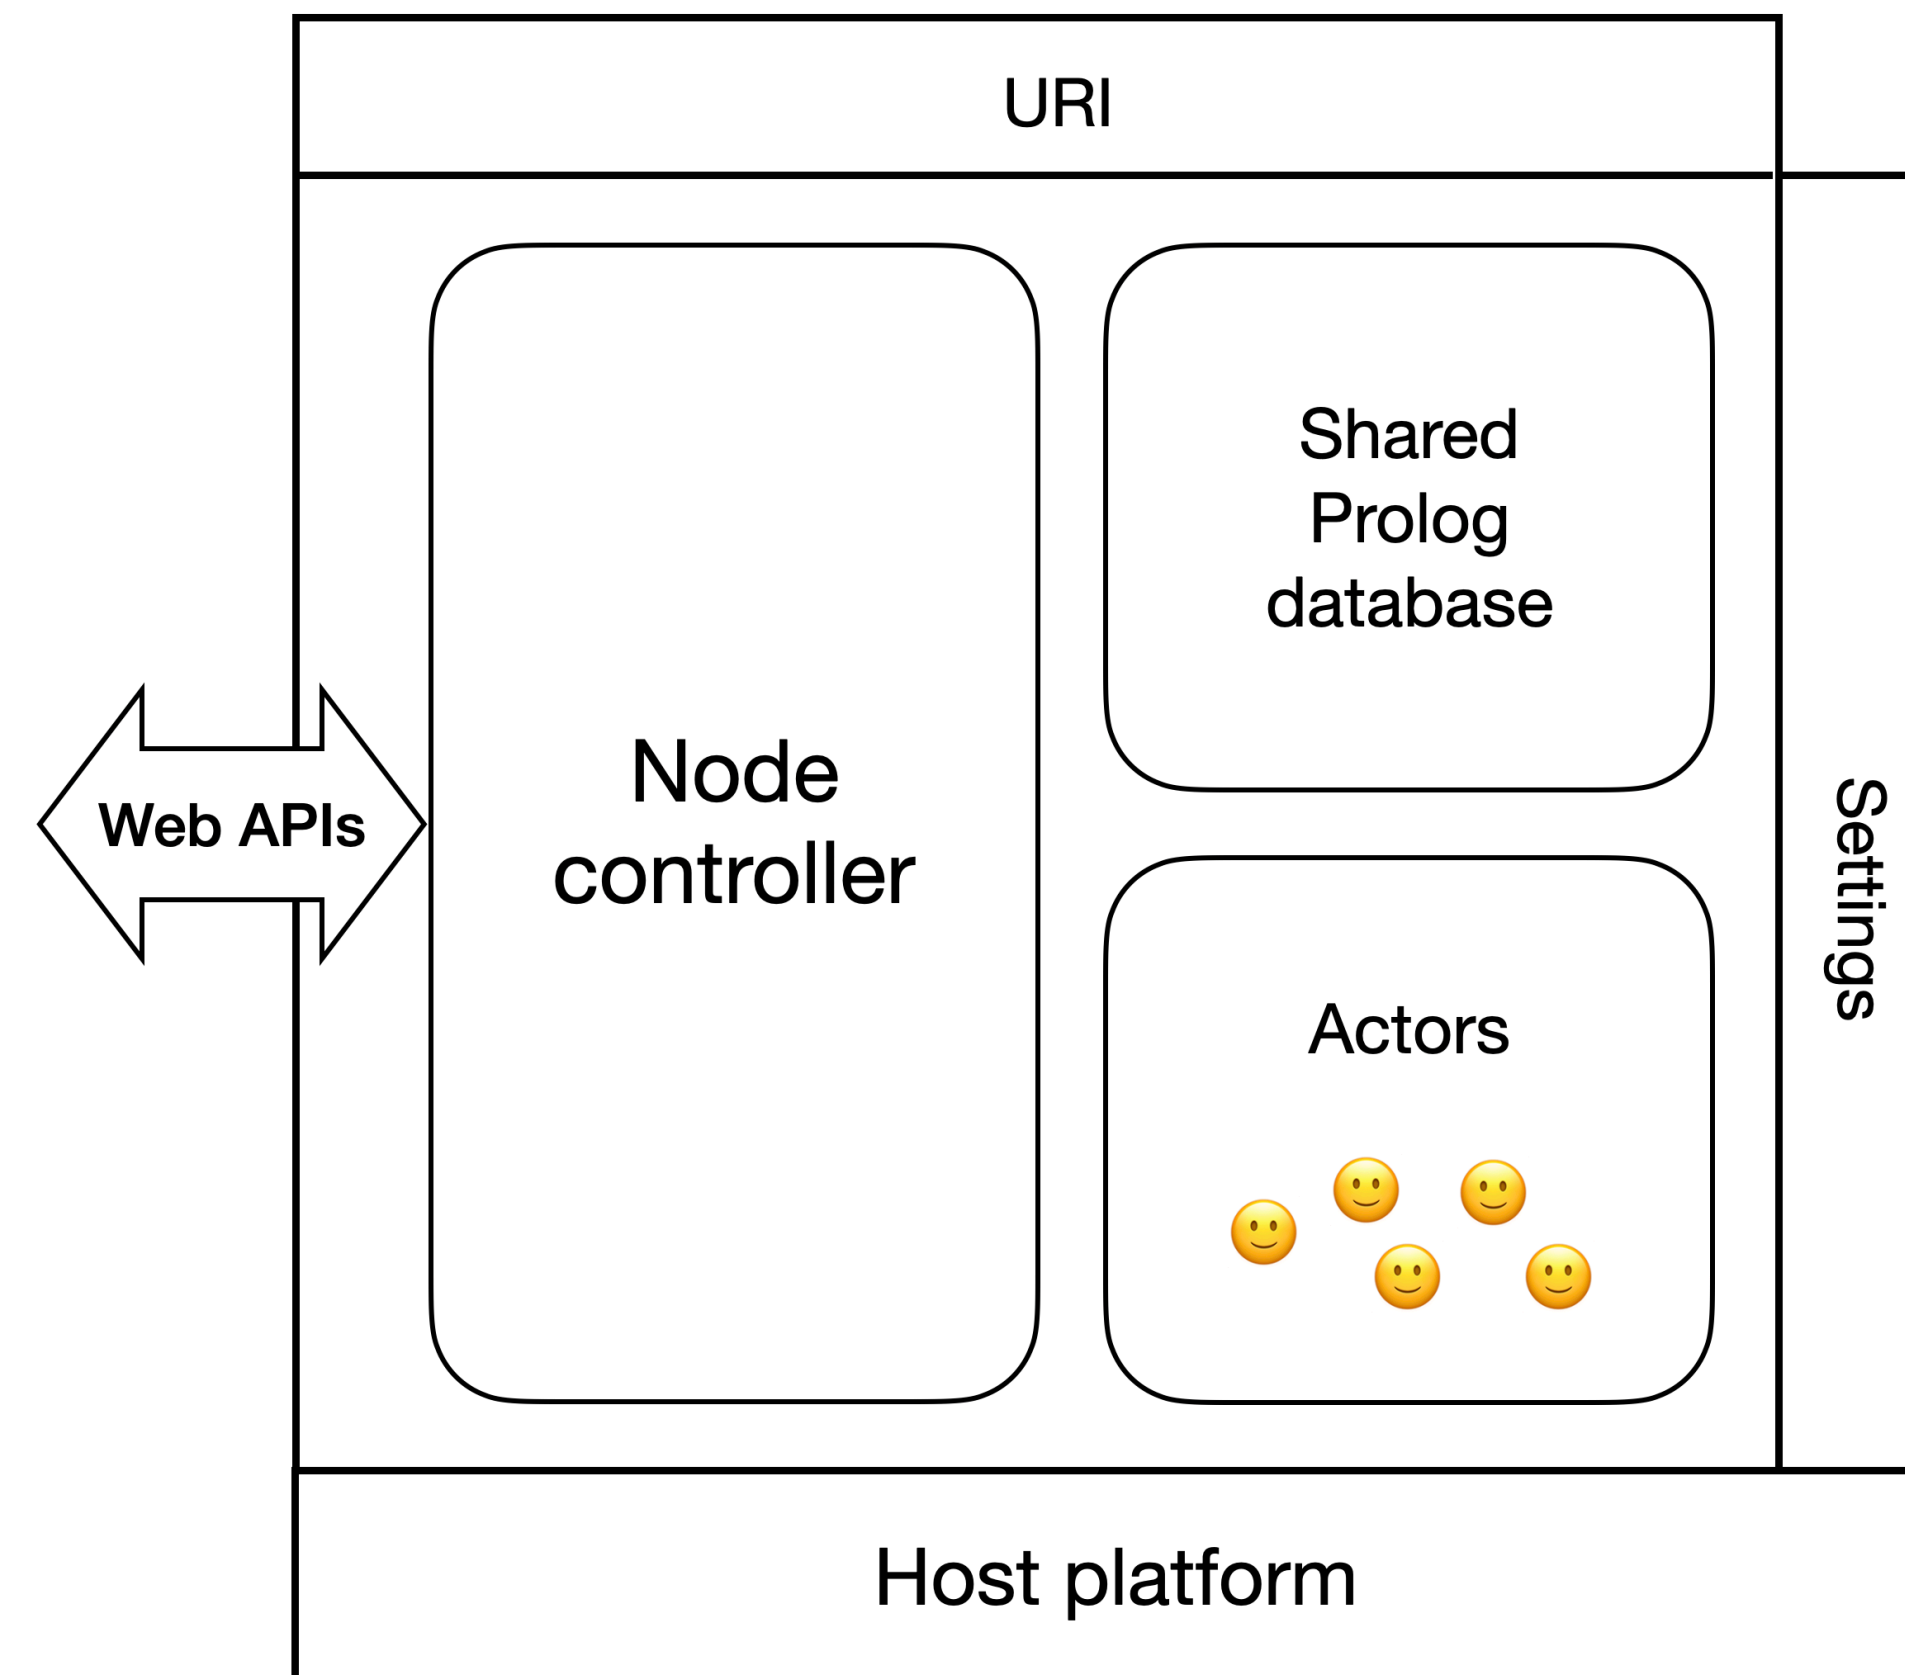 URI
Shared
Prolog
database
Node
controller
Web APIs
Settings
Actors
Host platform